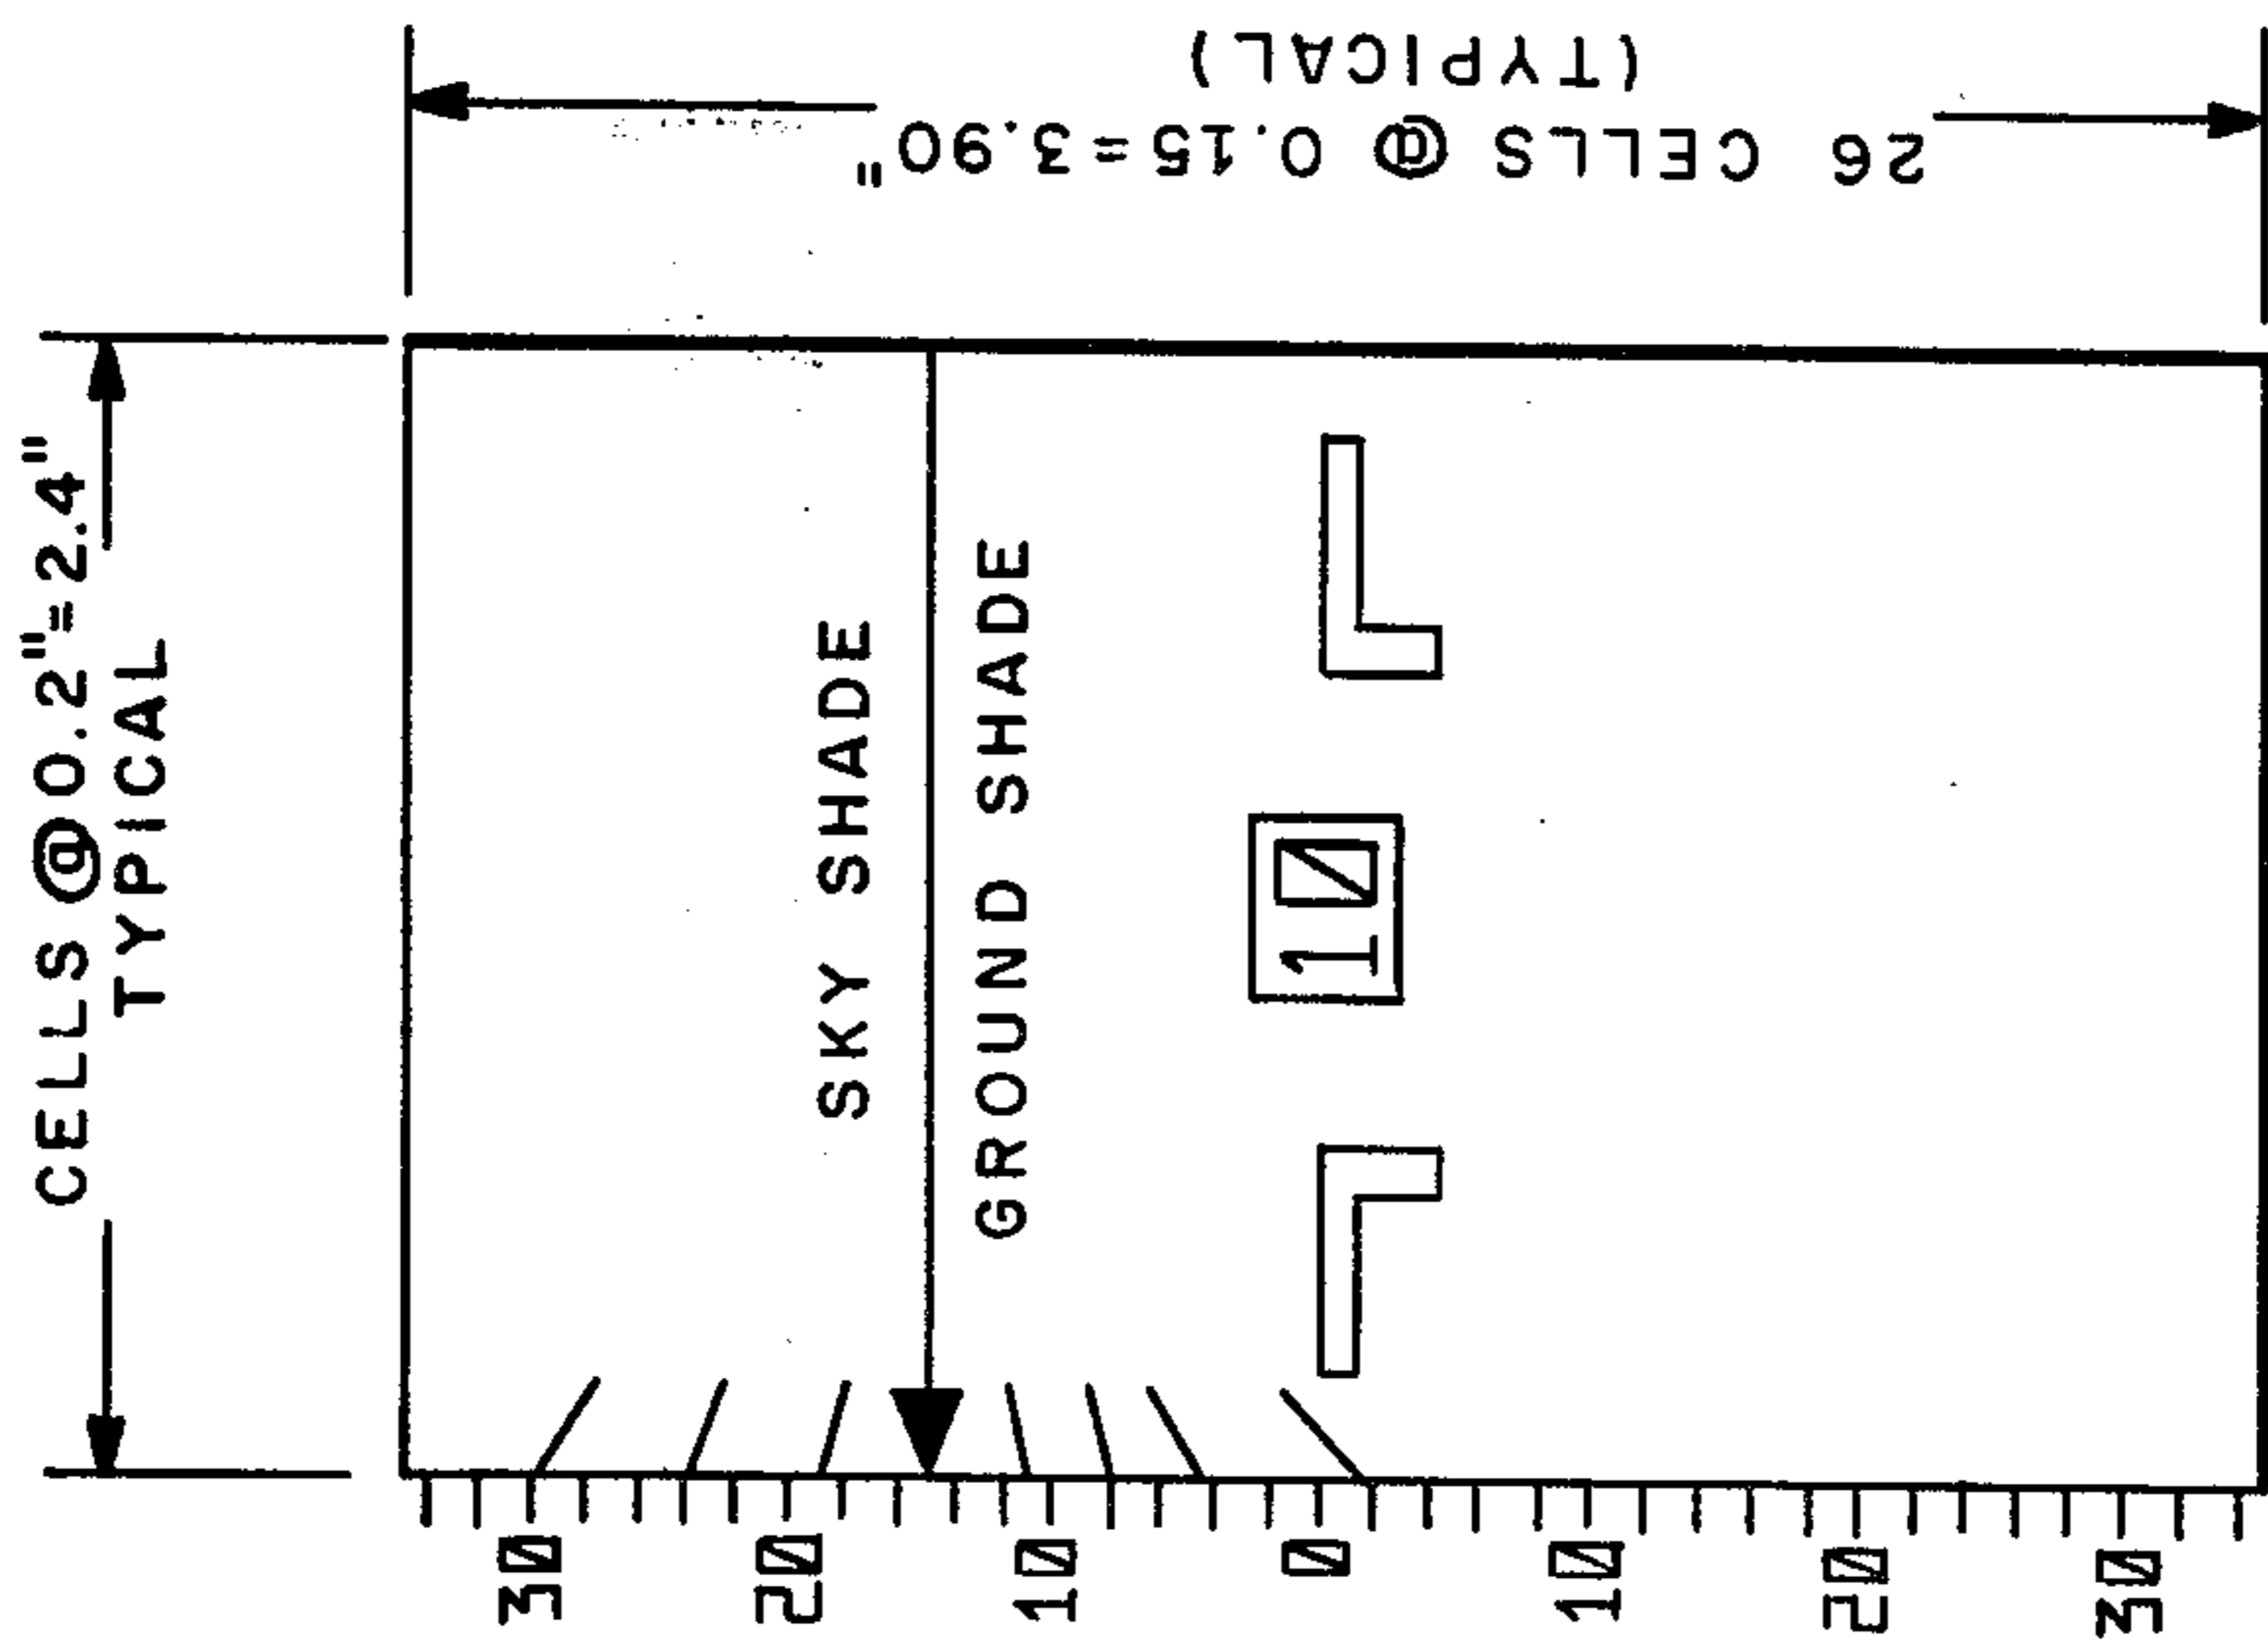 CELLS @0.2"=2.4"
TYPICAL
26 CELLS @ 0.15=3.90"
(TYPICAL)
SKY SHADE
GROUND SHADE
10
30
20
10
0
10
20
30